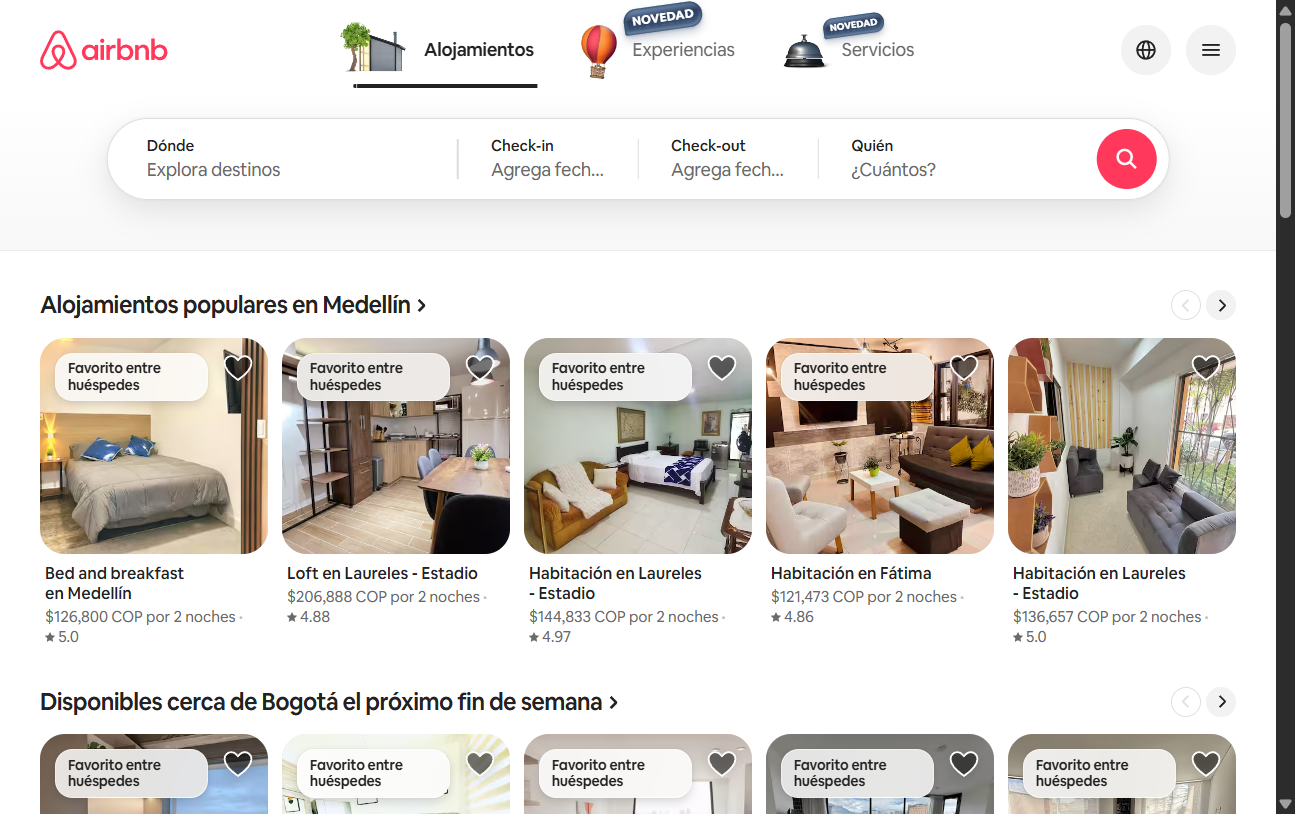 airbnb
Alojamientos
NOVEDAD
Experiencias
NOVEDAD
Servicios
Dónde
Explora destinos
Check-in
Agrega fech...
Check-out
Agrega fech...
Quién
¿Cuántos?
Alojamientos populares en Medellín
Favorito entre
huéspedes
Favorito entre
huéspedes
Favorito entre
huéspedes
Favorito entre
huéspedes
Bed and breakfast
en Medellín
$126,800 COP por 2 noches ·
★ 5.0
Loft en Laureles - Estadio
$206,888 COP por 2 noches ·
★ 4.88
Habitación en Laureles
- Estadio
$144,833 COP por 2 noches ·
★ 4.97
Habitación en Fátima
$121,473 COP por 2 noches ·
★ 4.86
Habitación en Laureles
- Estadio
$136,657 COP por 2 noches ·
★ 5.0
Disponibles cerca de Bogotá el próximo fin de semana
Favorito entre
huéspedes
Favorito entre
huéspedes
Favorito entre
huéspedes
Favorito entre
huéspedes
Favorito entre
huéspedes